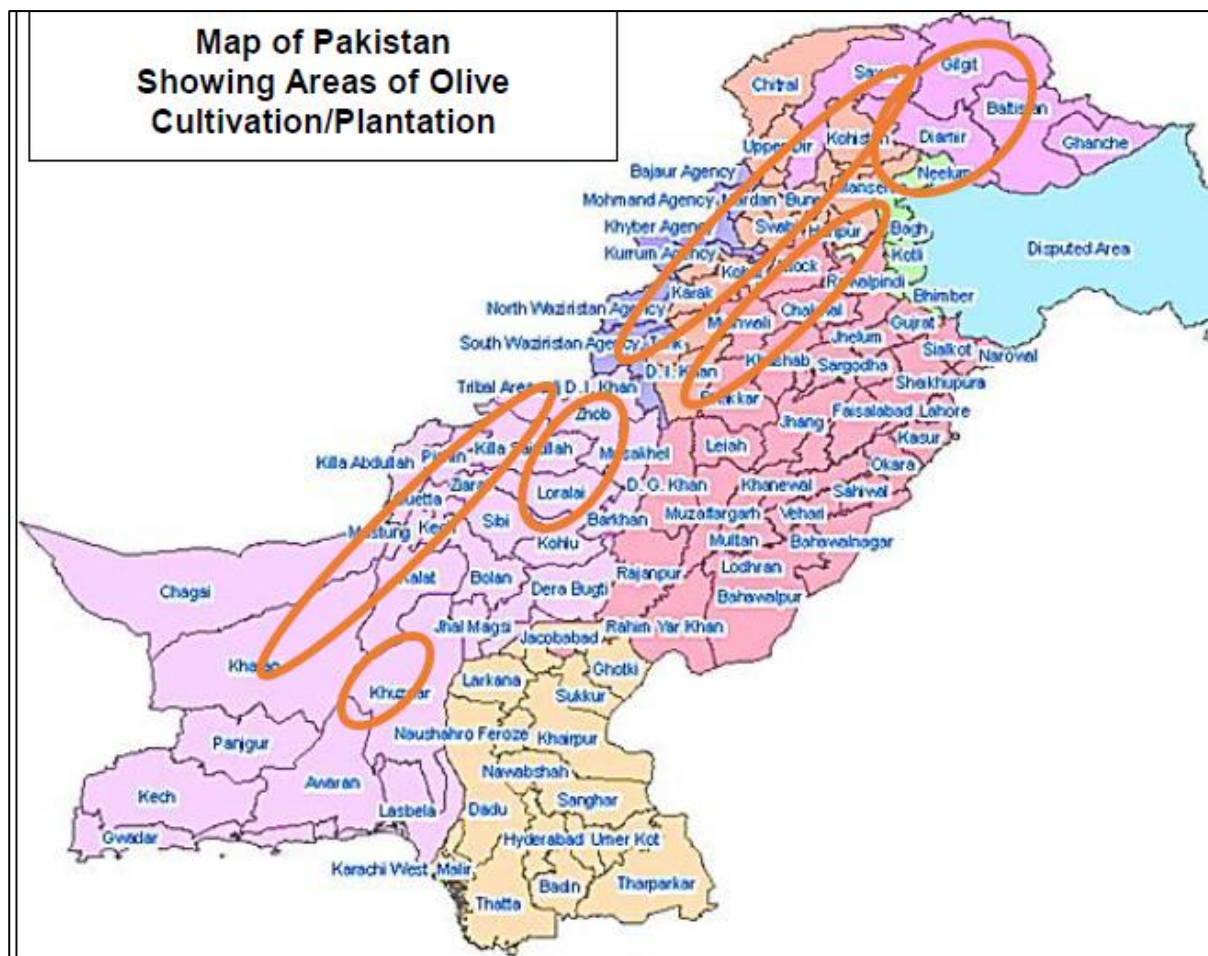 Map of Pakistan
Showing Areas of Olive
Cultivation/Plantation
Gilgit
Chitral
Baltistan
Kohistan
Diamir
Ghanche
Upper Dir
Neelum
Bajaur Agency
Mohmand Agency
Mardan
Khyber Agency
Bagh
Kurrum Agency
Kotli
Disputed Area
Karak
Rawalpindi
Bhimber
North Waziristan Agency
Gujrat
Jhelum
South Waziristan Agency
Sialkot
Narowal
D. I. Khan
Sargodha
Sheikhupura
Tribal Area
D. I. Khan
Zhob
Jhang
Faisalabad
Lahore
Leiah
Kasur
Killa Abdullah
Okara
D. G. Khan
Khanewal
Sahiwal
Loralai
Muzaffargarh
Vehari
Sibi
Barkhan
Multan
Bahawalnagar
Mastung
Kohlu
Lodhran
Chagai
Bolan
Rajanpur
Dera Bugti
Bahawalpur
Jhal Magsi
Rahim Yar Khan
Jacobabad
Ghotki
Larkana
Sukkur
Naushahro Feroze
Khairpur
Panjgur
Nawabshah
Awaran
Kech
Sanghar
Lasbela
Dadu
Gwadar
Hyderabad
Umer Kot
Karachi West
Malir
Badin
Tharparkar
Thatta